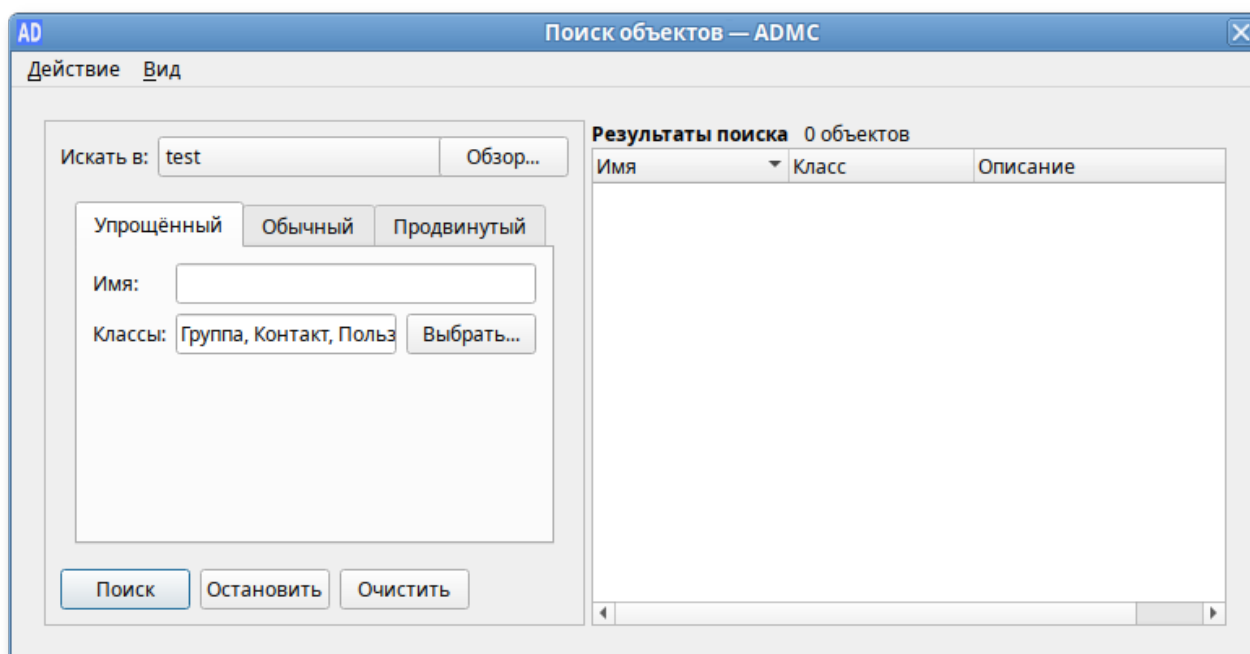 AD Поиск объектов — ADMC
Действие Вид
Искать в: test Обзор...
Упрощённый Обычный Продвинутый
Имя:
Классы: Группа, Контакт, Польз Выбрать...
Поиск Остановить Очистить
Результаты поиска 0 объектов
Имя Класс Описание